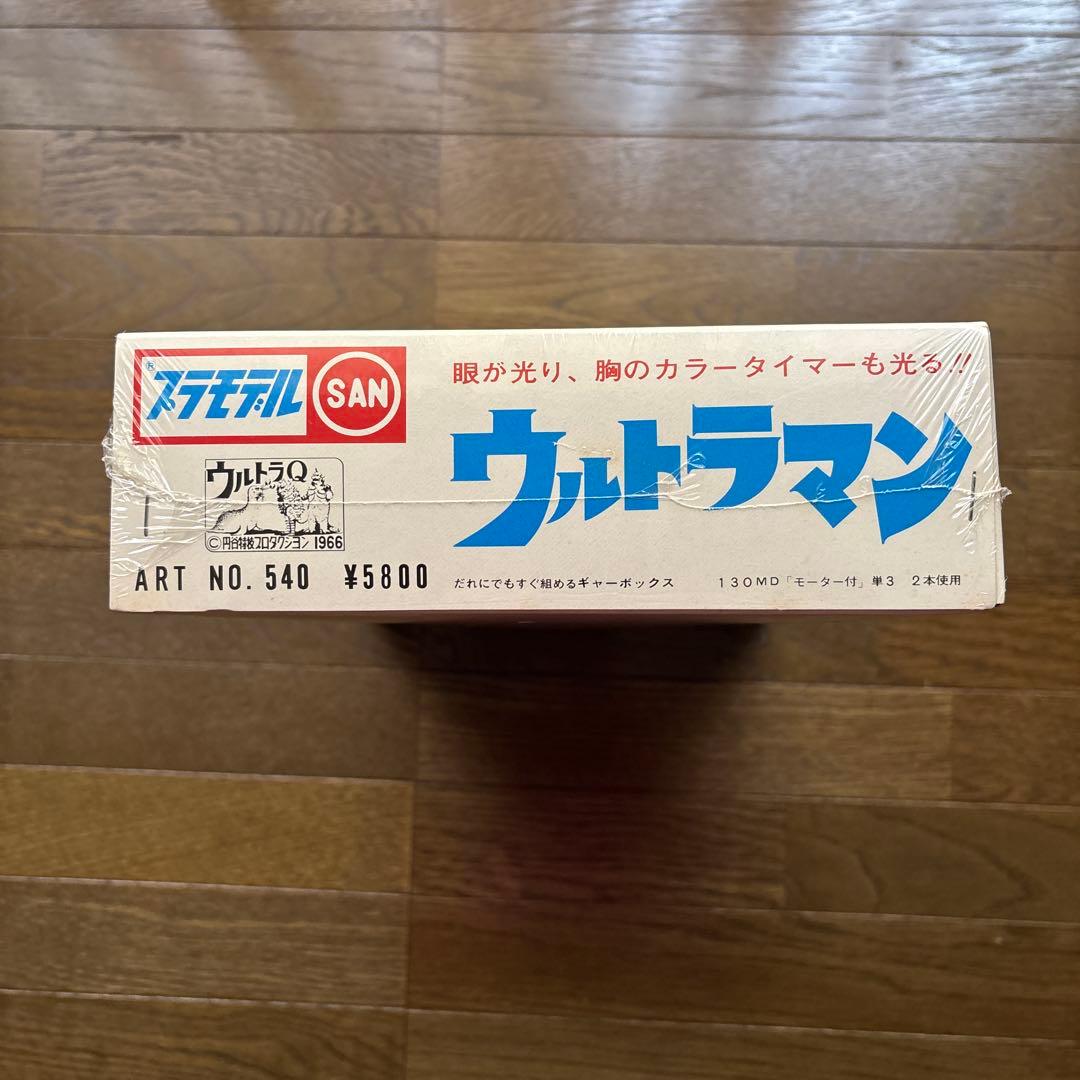 ® プラモデル SAN
眼が光り、胸のカラータイマーも光る!!
ウルトラマン
ウルトラQ
©円谷特技プロダクション 1966
ART NO. 540 ¥5800
だれにでもすぐ組めるギャーボックス 130MD「モーター付」単3 2本使用